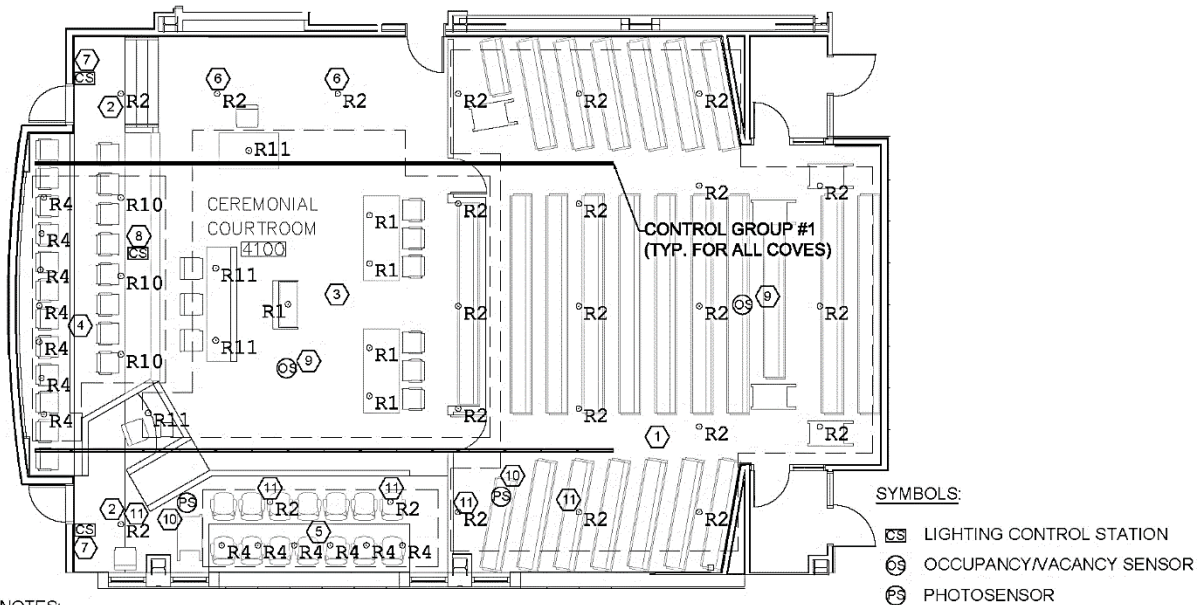 7
CS
2
R2
6
R2
6
R2
R2
R2
R2
R11
R4
R4
R4
R4
R4
R4
R4
R10
8
CS
R10
R10
4
CEREMONIAL
COURTROOM
4100
R11
R11
R1
3
R1
R1
R1
R1
OS
9
R11
R2
R2
R2
R2
R2
R2
R2
R2
CONTROL GROUP #1
(TYP. FOR ALL COVES)
R2
OS
9
R2
R2
R2
R2
1
2
11
R2
CS
7
10
PS
11
R2
11
R2
5
R4
R4
R4
R4
R4
R4
11
R2
10
PS
11
R2
R2
SYMBOLS:
CS LIGHTING CONTROL STATION
OS OCCUPANCY/VACANCY SENSOR
PS PHOTOSENSOR
NOTES: